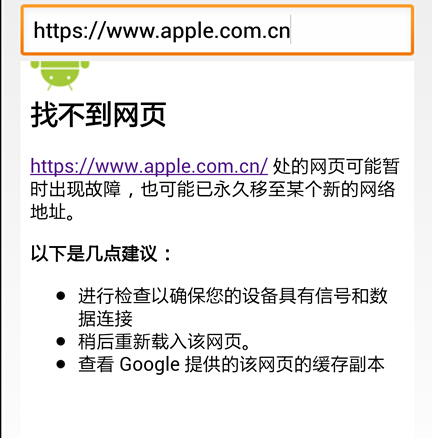 https://www.apple.com.cn
找不到网页
https://www.apple.com.cn/ 处的网页可能暂
时出现故障，也可能已永久移至某个新的网络
地址。
以下是几点建议：
进行检查以确保您的设备具有信号和数
据连接
稍后重新载入该网页。
查看 Google 提供的该网页的缓存副本